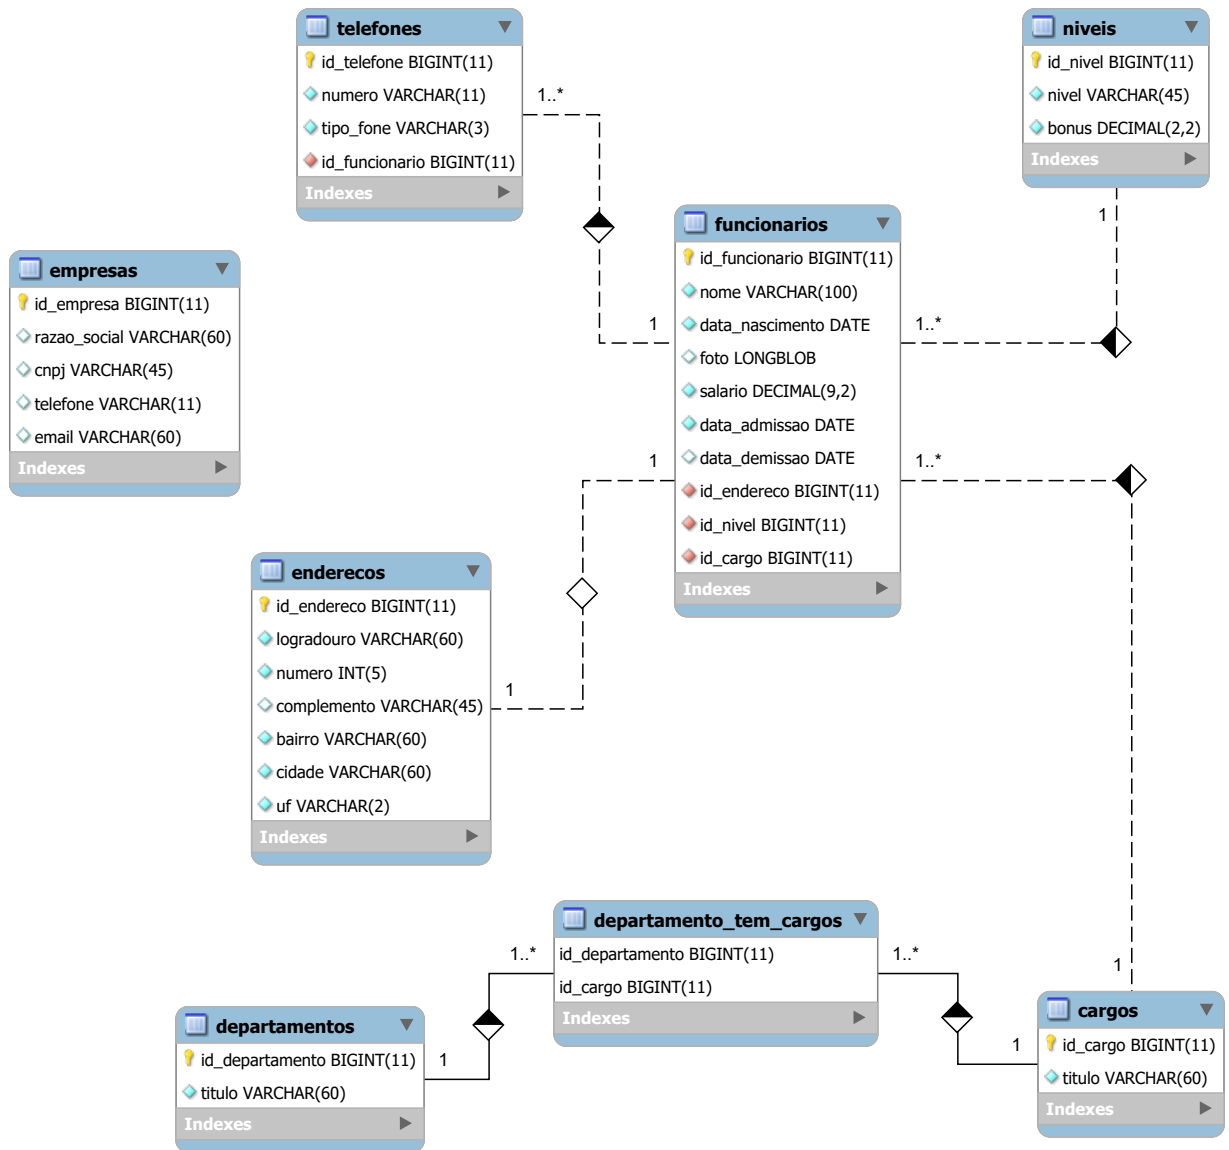 telefones
id_telefone BIGINT(11)
numero VARCHAR(11)
tipo_fone VARCHAR(3)
id_funcionario BIGINT(11)
Indexes
1..*
1
niveis
id_nivel BIGINT(11)
nivel VARCHAR(45)
bonus DECIMAL(2,2)
Indexes
1
1..*
empresas
id_empresa BIGINT(11)
razao_social VARCHAR(60)
cnpj VARCHAR(45)
telefone VARCHAR(11)
email VARCHAR(60)
Indexes
funcionarios
id_funcionario BIGINT(11)
nome VARCHAR(100)
data_nascimento DATE
foto LONGBLOB
salario DECIMAL(9,2)
data_admissao DATE
data_demissao DATE
id_endereco BIGINT(11)
id_nivel BIGINT(11)
id_cargo BIGINT(11)
Indexes
1
1..*
enderecos
id_endereco BIGINT(11)
logradouro VARCHAR(60)
numero INT(5)
complemento VARCHAR(45)
bairro VARCHAR(60)
cidade VARCHAR(60)
uf VARCHAR(2)
Indexes
1
departamento_tem_cargos
id_departamento BIGINT(11)
id_cargo BIGINT(11)
Indexes
1..*
1..*
1
departamentos
id_departamento BIGINT(11)
titulo VARCHAR(60)
Indexes
1
1
cargos
id_cargo BIGINT(11)
titulo VARCHAR(60)
Indexes